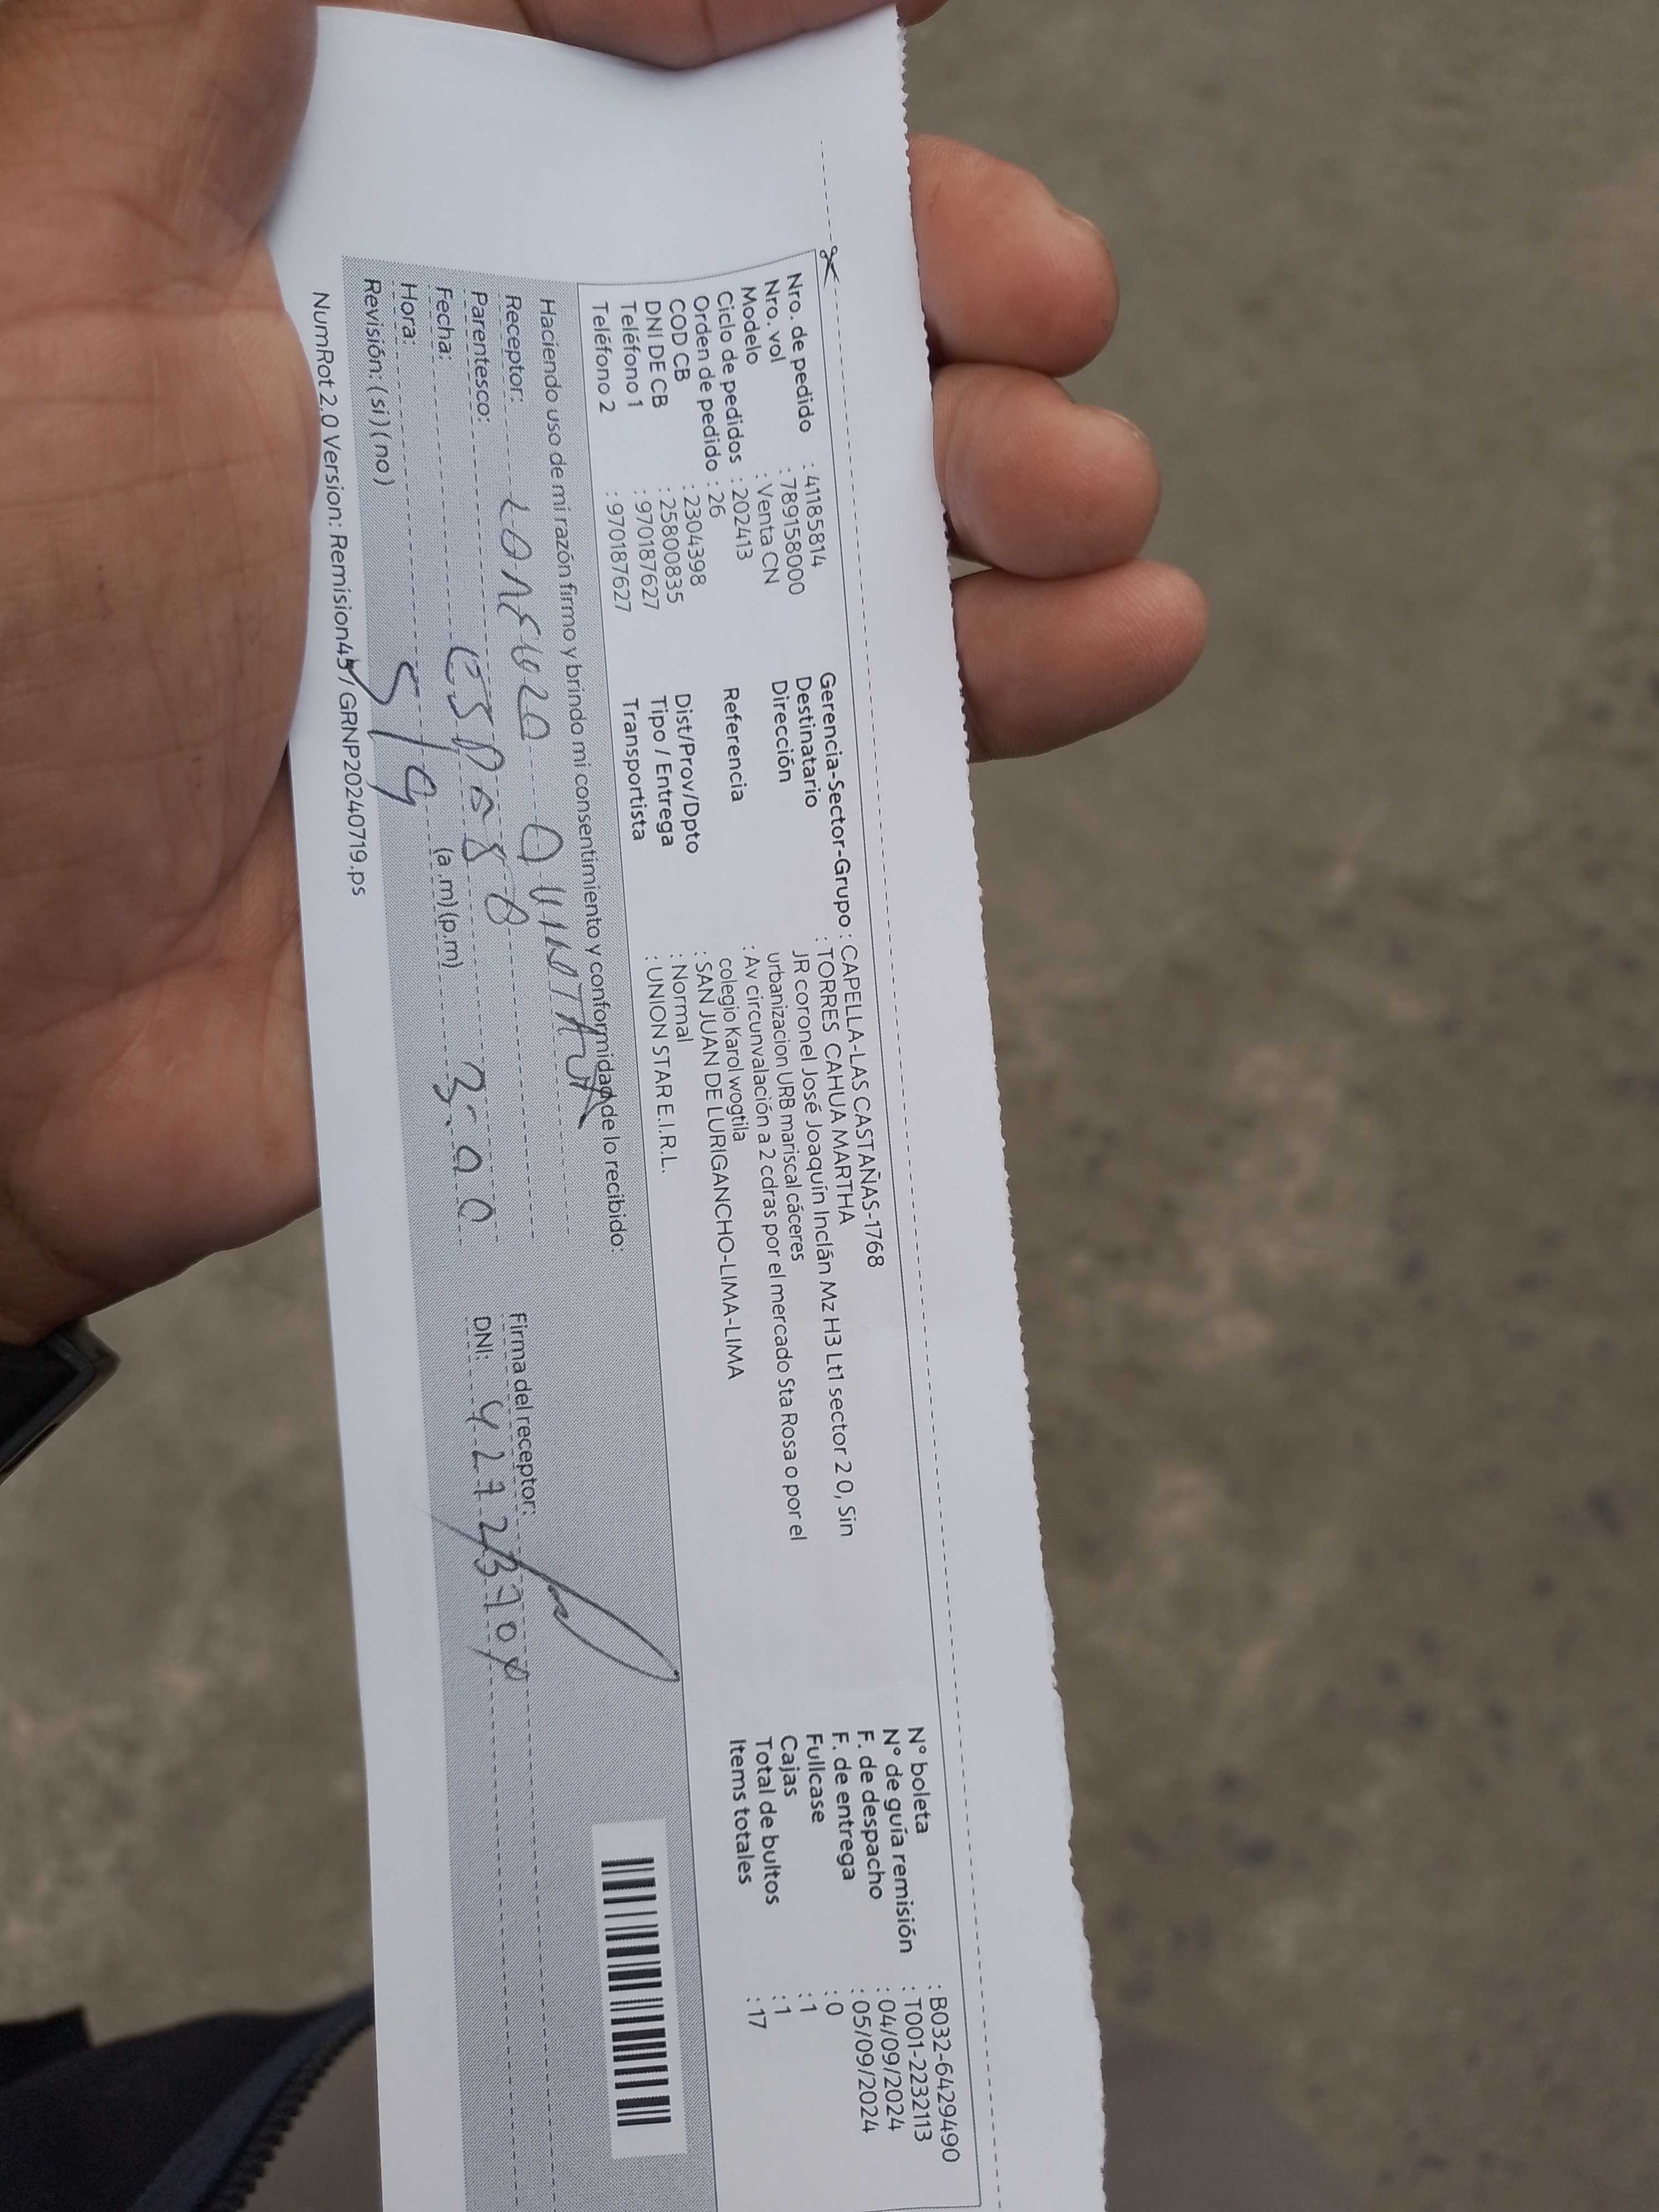 Nro. de pedido : 41185814
Nro. vol : 789158000
Modelo : Venta CN
Ciclo de pedidos : 202413
Orden de pedido : 26
COD CB : 2304398
DNI DE CB : 25800835
Teléfono 1 : 970187627
Teléfono 2 : 970187627
Gerencia-Sector-Grupo : CAPELLA-LAS CASTAÑAS-1768
Destinatario : TORRES CAHUA MARTHA
Dirección JR coronel José Joaquín Inclán Mz H3 Lt1 sector 2 0, Sin
urbanizacion URB mariscal cáceres
Referencia : Av circunvalación a 2 cdras por el mercado Sta Rosa o por el
colegio Karol wogtila
Dist/Prov/Dpto : SAN JUAN DE LURIGANCHO-LIMA-LIMA
Tipo / Entrega : Normal
Transportista : UNION STAR E.I.R.L.
N° boleta : B032-6429490
N° de guía remisión : T001-2232113
F. de despacho : 04/09/2024
F. de entrega : 05/09/2024
Fullcase : 0
Cajas : 1
Total de bultos : 1
Items totales : 17
Haciendo uso de mi razón firmo y brindo mi consentimiento y conformidad de lo recibido:
Receptor:
Parentesco:
Fecha: 5/9
Hora: (a.m) (p.m) 3:00
Revisión: (si) (no)
Firma del receptor:
DNI:
NumRot 2.0 Version: Remision45 / GRNP20240719.ps